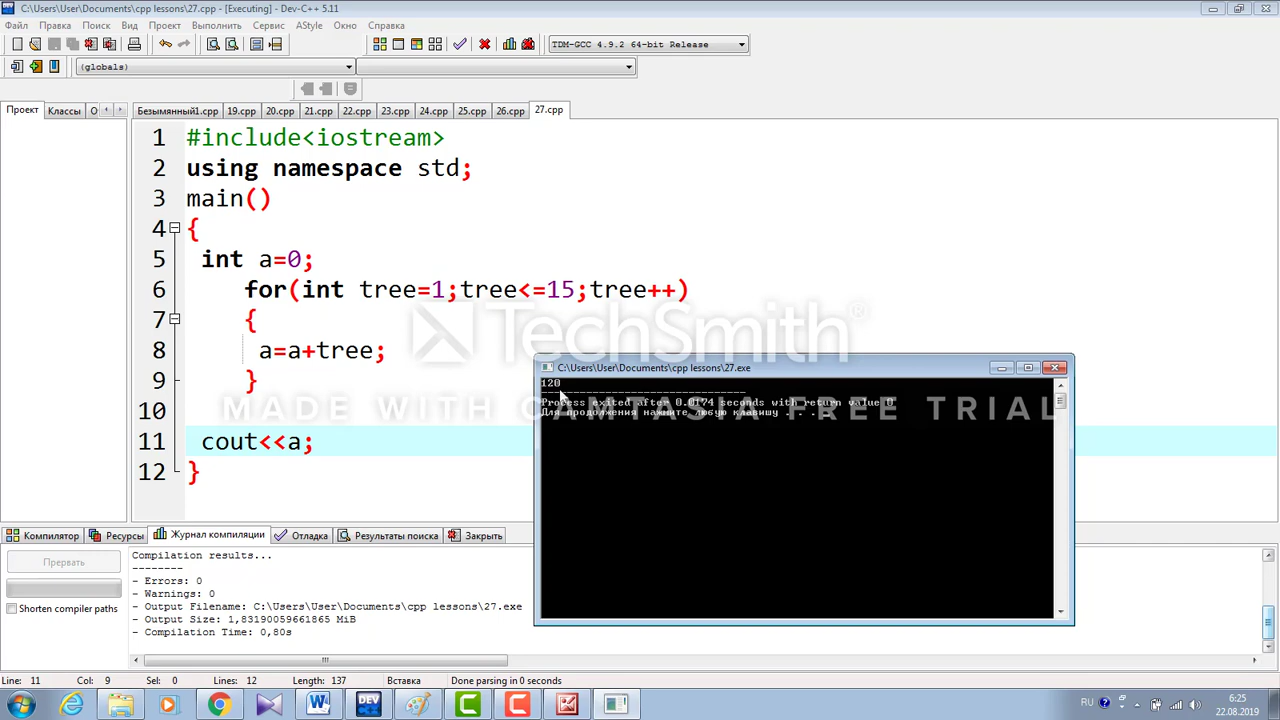 C:\Users\User\Documents\cpp lessons\27.cpp - [Executing] - Dev-C++ 5.11
Файл Правка Поиск Вид Проект Выполнить Сервис AStyle Окно Справка
TDM-GCC 4.9.2 64-bit Release
(globals)
Проект Классы О
Безымянный1.cpp 19.cpp 20.cpp 21.cpp 22.cpp 23.cpp 24.cpp 25.cpp 26.cpp 27.cpp
1 #include<iostream>
2 using namespace std;
3 main()
4 {
5 int a=0;
6 for(int tree=1;tree<=15;tree++)
7 {
8 a=a+tree;
9 }
10
11 cout<<a;
12 }
TechSmith®
MADE WITH CAMTASIA FREE TRIAL
C:\Users\User\Documents\cpp lessons\27.exe
120
--------------------------------
Process exited after 0.0174 seconds with return value 0
Для продолжения нажмите любую клавишу . . .
Компилятор Ресурсы Журнал компиляции Отладка Результаты поиска Закрыть
Прервать
Shorten compiler paths
Compilation results...
--------
- Errors: 0
- Warnings: 0
- Output Filename: C:\Users\User\Documents\cpp lessons\27.exe
- Output Size: 1,83190059661865 MiB
- Compilation Time: 0,80s
Line: 11 Col: 9 Sel: 0 Lines: 12 Length: 137 Вставка Done parsing in 0 seconds
RU
6:25
22.08.2019